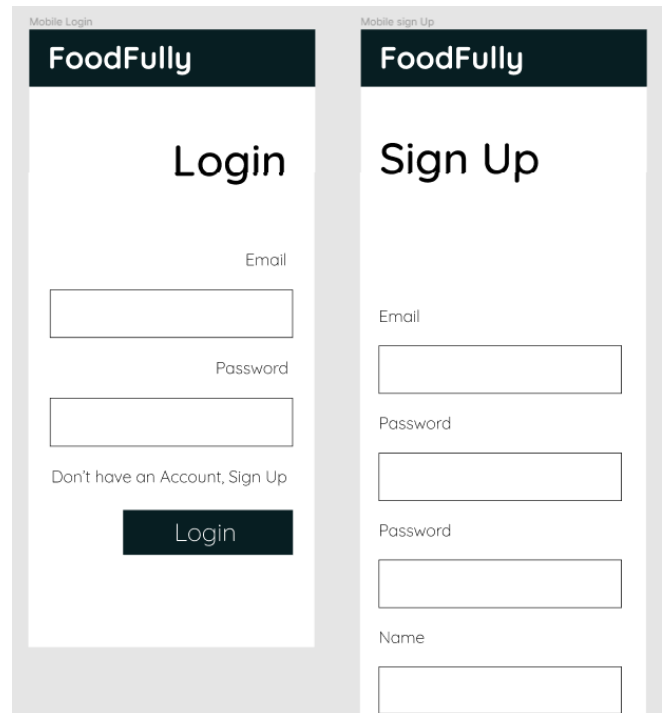 Mobile Login
FoodFully
Login
Email
Password
Don't have an Account, Sign Up
Login
Mobile sign Up
FoodFully
Sign Up
Email
Password
Password
Name